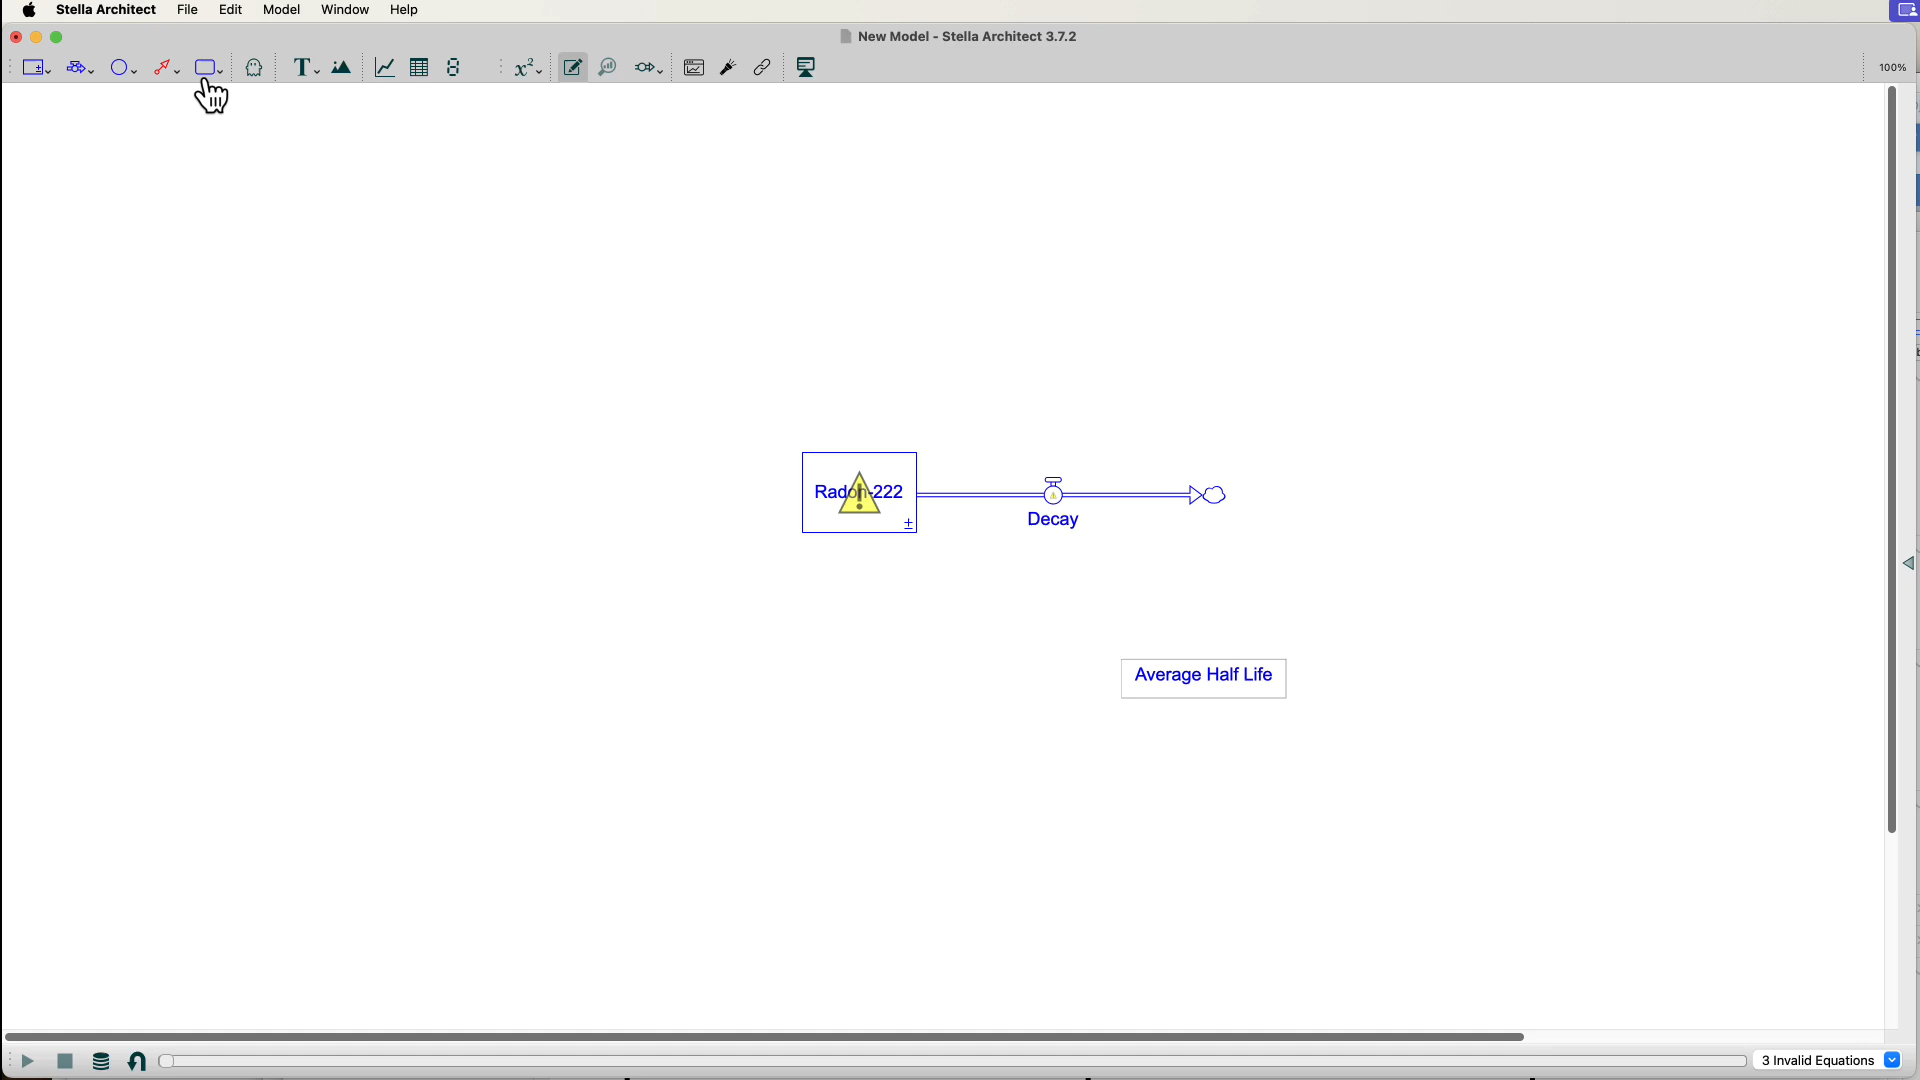 Stella Architect File Edit Model Window Help
New Model - Stella Architect 3.7.2
T x² 100%
Radon-222
±
Decay
Average Half Life
3 Invalid Equations